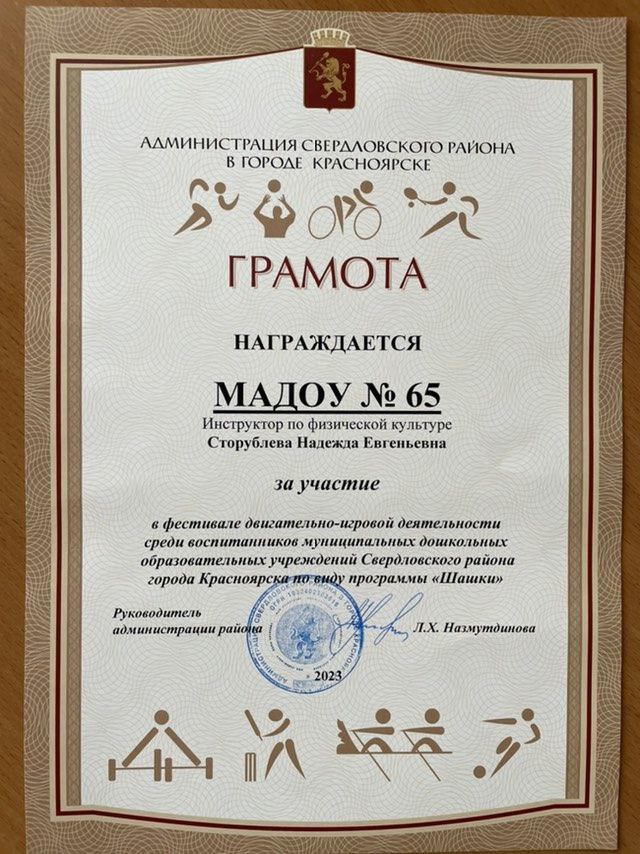 АДМИНИСТРАЦИЯ СВЕРДЛОВСКОГО РАЙОНА
В ГОРОДЕ КРАСНОЯРСКЕ
ГРАМОТА
НАГРАЖДАЕТСЯ
МАДОУ № 65
Инструктор по физической культуре
Сторублева Надежда Евгеньевна
за участие
в фестивале двигательно-игровой деятельности
среди воспитанников муниципальных дошкольных
образовательных учреждений Свердловского района
города Красноярска по виду программы «Шашки»
Руководитель
администрации района
Л.Х. Назмутдинова
2023